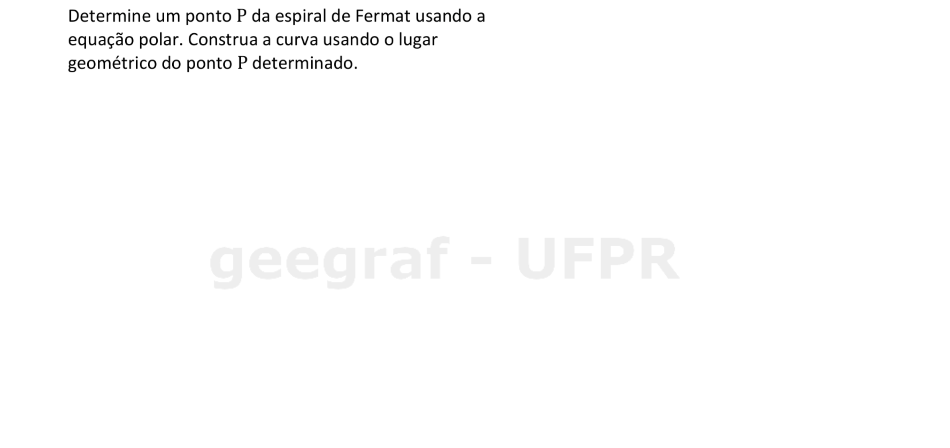 Determine um ponto P da espiral de Fermat usando a
equação polar. Construa a curva usando o lugar
geométrico do ponto P determinado.
geegraf - UFPR